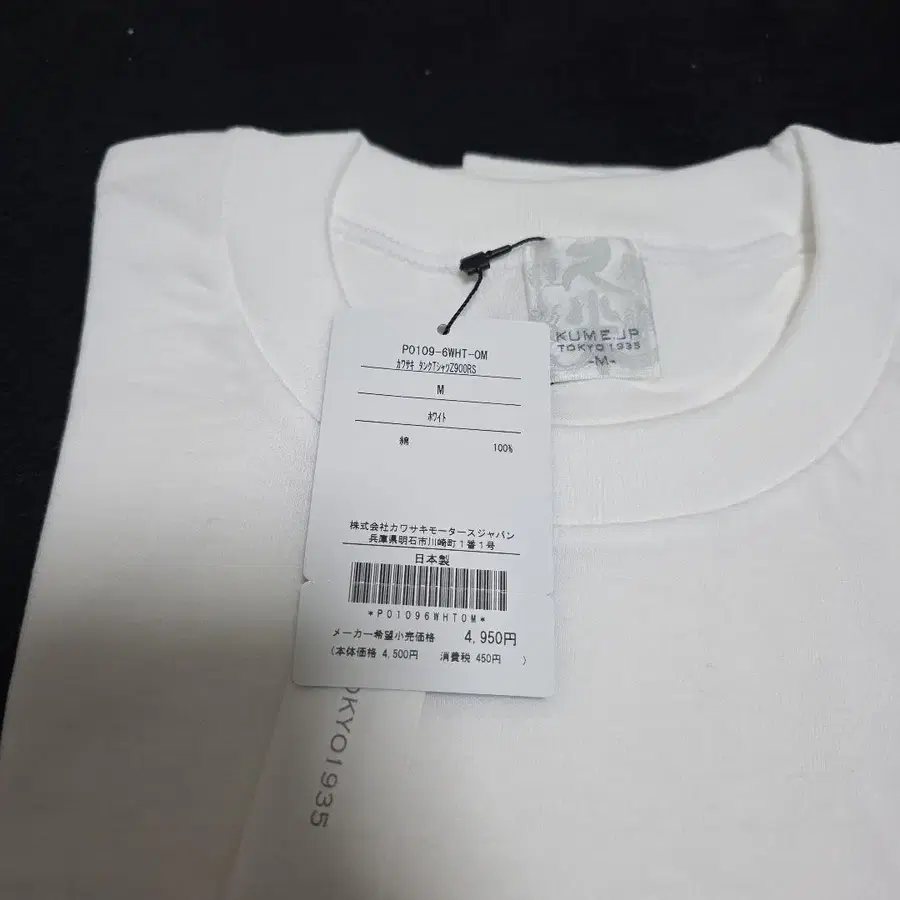 KUME.JP
TOKYO1935
-M-
P0109-6WHT-0M
カワサキ タンクTシャツZ900RS
M
ホワイト
綿 100%
株式会社カワサキモータースジャパン
兵庫県明石市川崎町1番1号
日本製
*P01096WHT0M*
メーカー希望小売価格 4,950円
(本体価格 4,500円 消費税 450円 )
OKYO1935